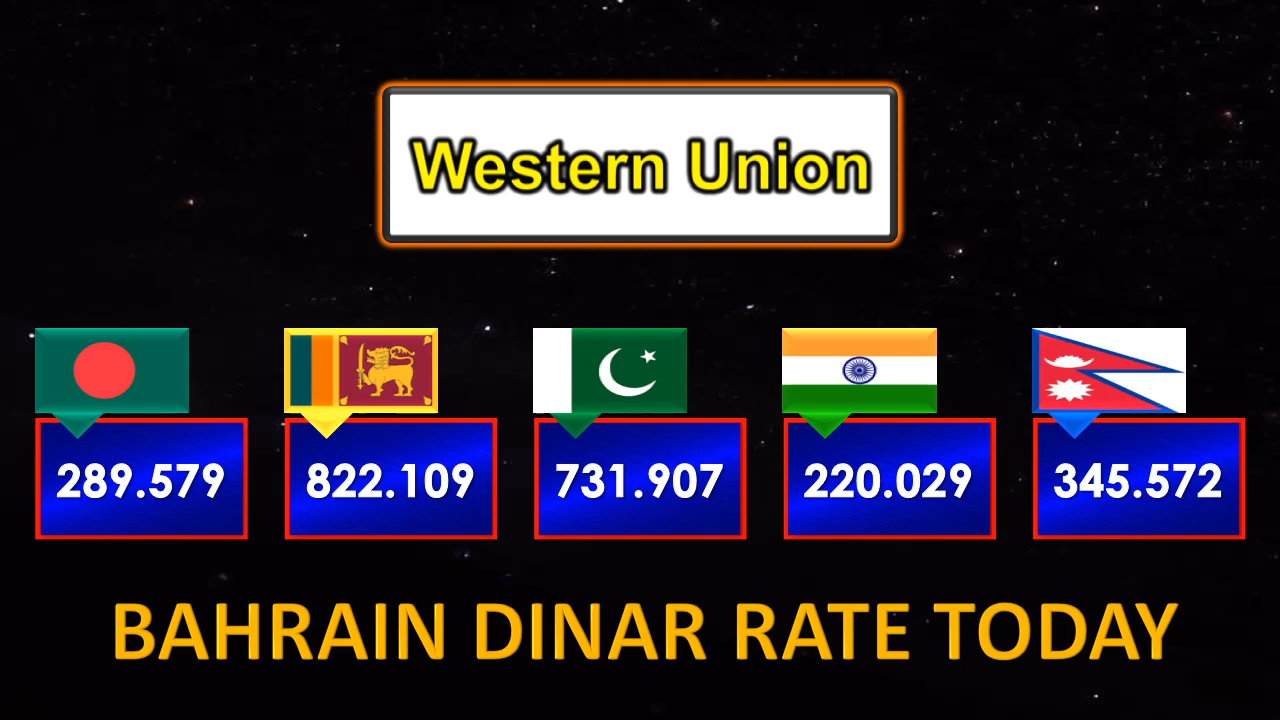 Western Union
289.579 822.109 731.907 220.029 345.572
BAHRAIN DINAR RATE TODAY